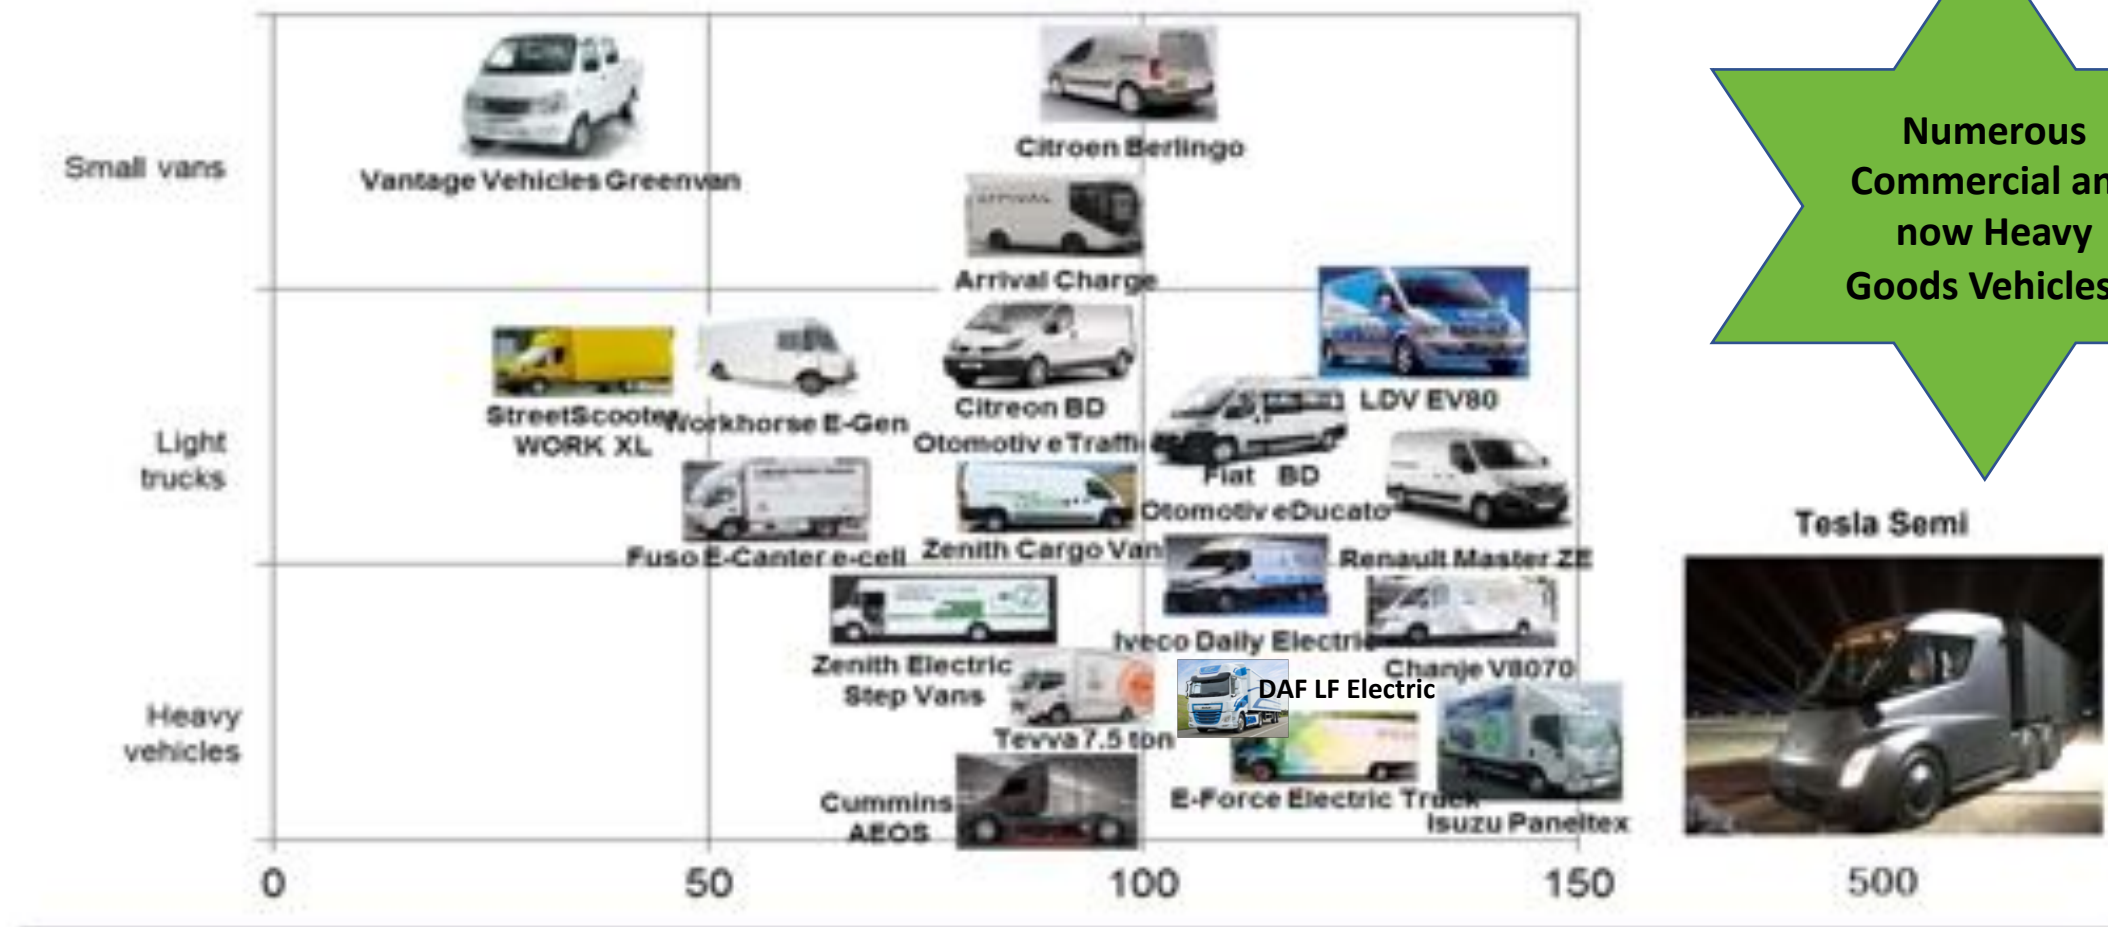 Numerous
Commercial an
now Heavy
Goods Vehicles
Small vans
Vantage Vehicles Greenvan
Citroen Berlingo
ARRIVAL
Arrival Charge
Light
trucks
StreetScooter
WORK XL
Workhorse E-Gen
Citreon BD
Otomotiv e Traffi
LDV EV80
Fiat BD
Otomotiv eDucato
Fuso E-Canter e-cell
Zenith Cargo Van
Renault Master ZE
Tesla Semi
Heavy
vehicles
Zenith Electric
Step Vans
Iveco Daily Electric
Chanje V8070
DAF LF Electric
Tevva 7.5 ton
Cummins
AEOS
E-Force Electric Truck
Isuzu Paneltex
0
50
100
150
500